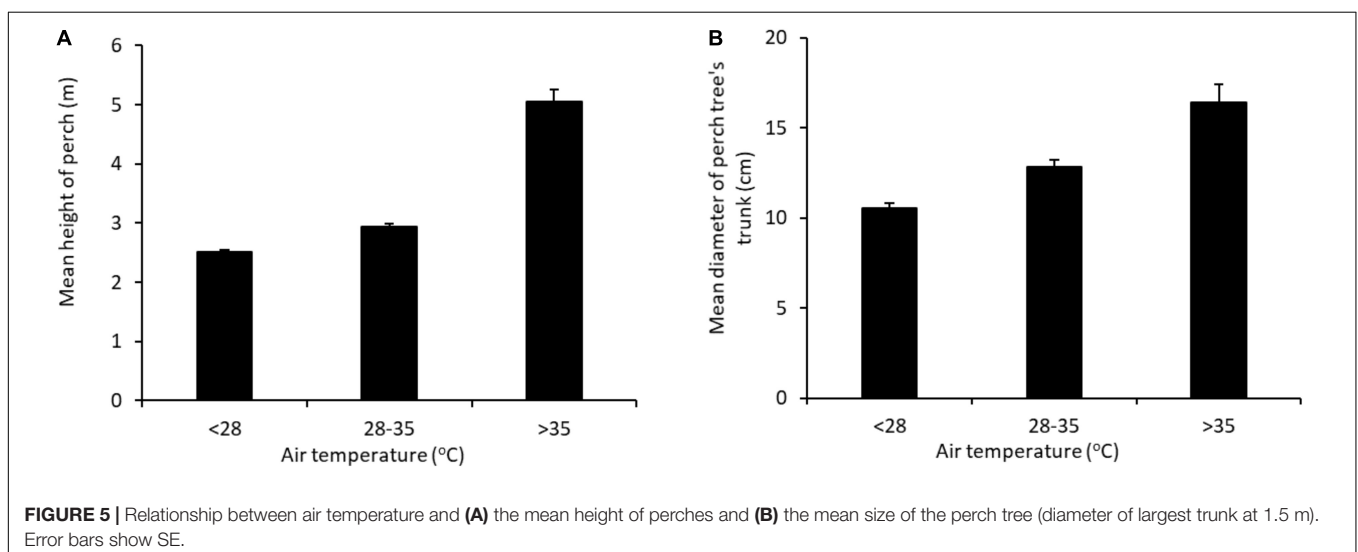 A
Mean height of perch (m)
6
5
4
3
2
1
0
<28 28-35 >35
Air temperature (°C)
B
Mean diameter of perch tree's
trunk (cm)
20
15
10
5
0
<28 28-35 >35
Air temperature (°C)
FIGURE 5 | Relationship between air temperature and (A) the mean height of perches and (B) the mean size of the perch tree (diameter of largest trunk at 1.5 m).
Error bars show SE.